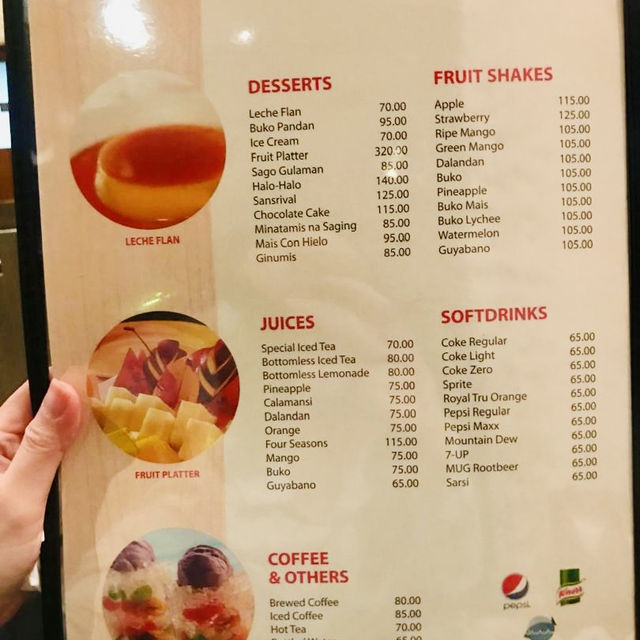 DESSERTS
Leche Flan 70.00
Buko Pandan 95.00
Ice Cream 70.00
Fruit Platter 320.00
Sago Gulaman 85.00
Halo-Halo 140.00
Sansrival 125.00
Chocolate Cake 115.00
Minatamis na Saging 85.00
Mais Con Hielo 95.00
Ginumis 85.00
LECHE FLAN
FRUIT SHAKES
Apple 115.00
Strawberry 125.00
Ripe Mango 105.00
Green Mango 105.00
Dalandan 105.00
Buko 105.00
Pineapple 105.00
Buko Mais 105.00
Buko Lychee 105.00
Watermelon 105.00
Guyabano 105.00
JUICES
Special Iced Tea 70.00
Bottomless Iced Tea 80.00
Bottomless Lemonade 80.00
Pineapple 75.00
Calamansi 75.00
Dalandan 75.00
Orange 75.00
Four Seasons 115.00
Mango 75.00
Buko 75.00
Guyabano 65.00
FRUIT PLATTER
SOFTDRINKS
Coke Regular 65.00
Coke Light 65.00
Coke Zero 65.00
Sprite 65.00
Royal Tru Orange 65.00
Pepsi Regular 65.00
Pepsi Maxx 65.00
Mountain Dew 65.00
7-UP 65.00
MUG Rootbeer 65.00
Sarsi 65.00
COFFEE
& OTHERS
Brewed Coffee 80.00
Iced Coffee 85.00
Hot Tea 70.00
pepsi
Knorr